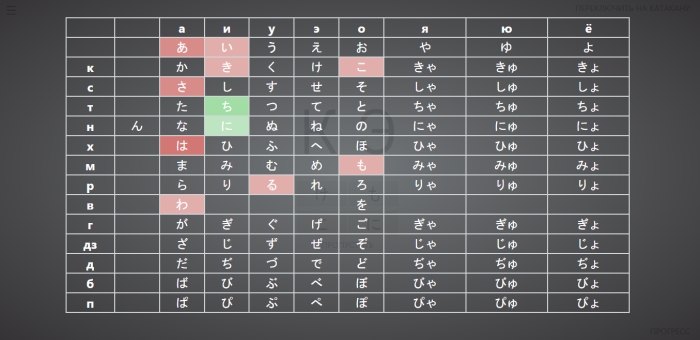 ПЕРЕКЛЮЧИТЬ НА КАТАКАНУ
а и у э о я ю ё
あ い う え お や ゆ よ
к か き く け こ きゃ きゅ きょ
с さ し す せ そ しゃ しゅ しょ
т た ち つ て と ちゃ ちゅ ちょ
н ん な に ぬ ね の にゃ にゅ にょ
х は ひ ふ へ ほ ひゃ ひゅ ひょ
м ま み む め も みゃ みゅ みょ
р ら り る れ ろ りゃ りゅ りょ
в わ を
г が ぎ ぐ げ ご ぎゃ ぎゅ ぎょ
дз ざ じ ず ぜ ぞ じゃ じゅ じょ
д だ ぢ づ で ど ぢゃ ぢゅ ぢょ
б ば び ぶ べ ぼ びゃ びゅ びょ
п ぱ ぴ ぷ ぺ ぽ ぴゃ ぴゅ ぴょ
ПРОГРЕСС